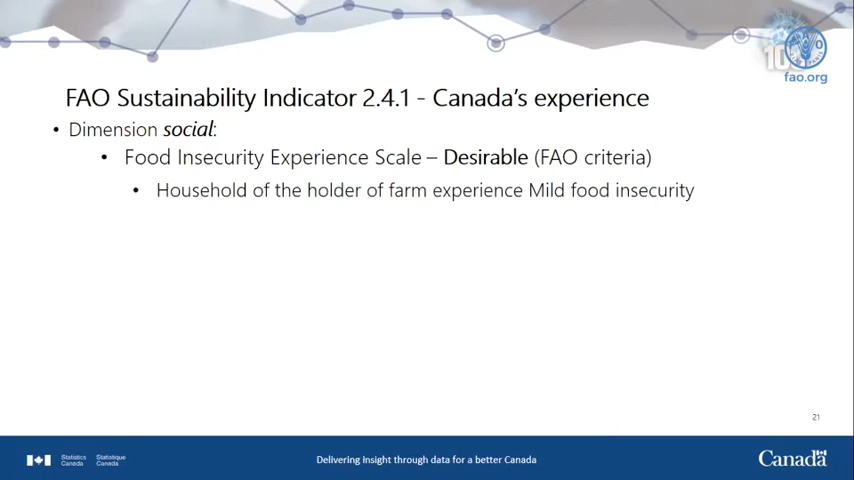 fao.org
FAO Sustainability Indicator 2.4.1 - Canada's experience
• Dimension social:
• Food Insecurity Experience Scale – Desirable (FAO criteria)
• Household of the holder of farm experience Mild food insecurity
21
Statistics Canada
Statistique Canada
Delivering insight through data for a better Canada
Canada